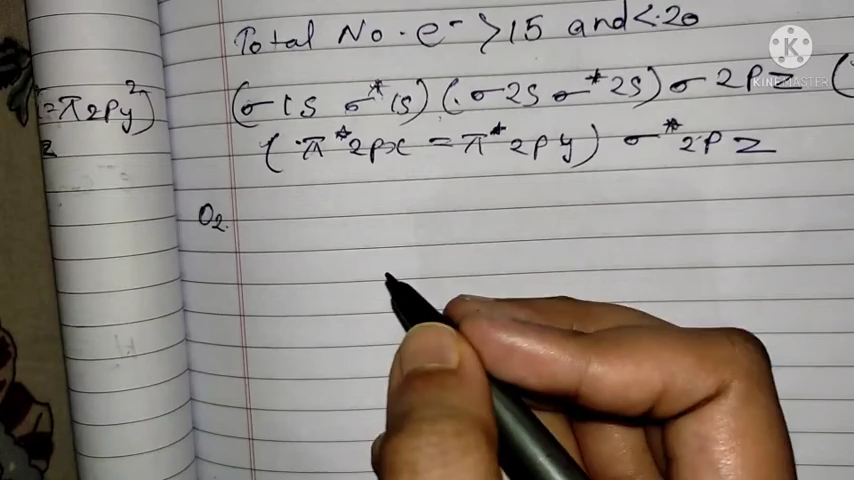 Total No. e⁻ >15 and <.20
= π2py²)
(σ1s σ*1s) (σ2s σ*2s) σ2pz (
(π*2px = π*2py) σ*2pz
O₂.
KINEMASTER